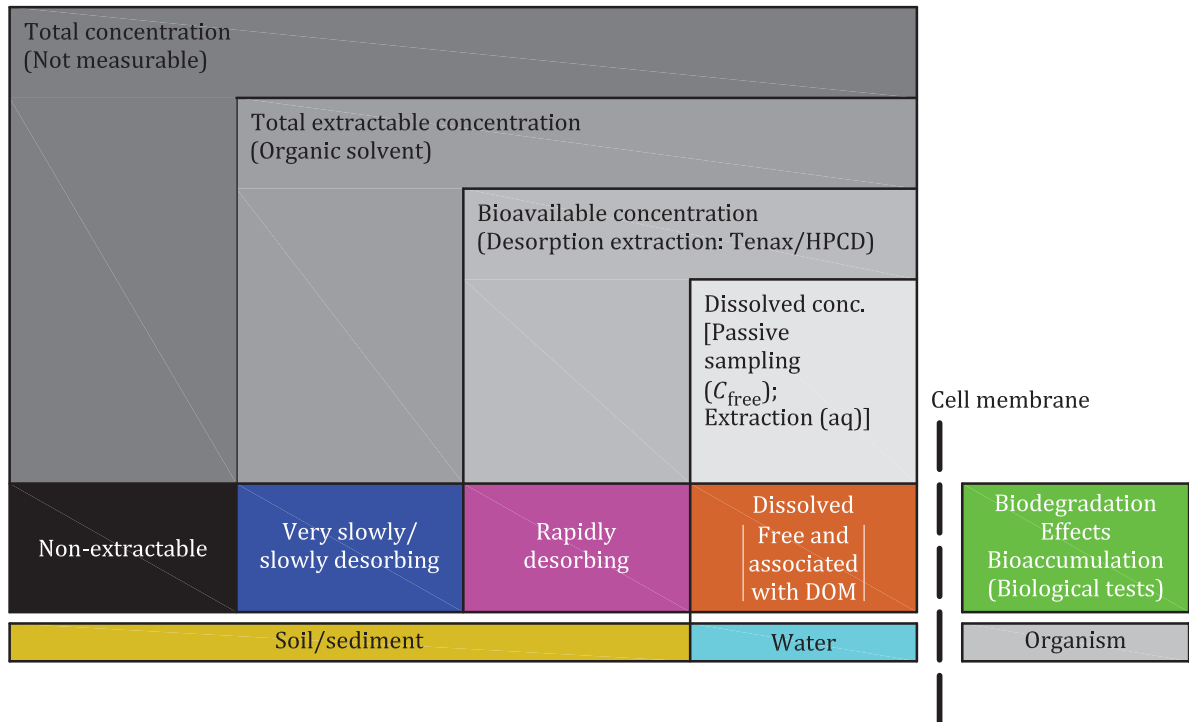 Total concentration
(Not measurable)
Total extractable concentration
(Organic solvent)
Bioavailable concentration
(Desorption extraction: Tenax/HPCD)
Dissolved conc.
[Passive
sampling
(Cfree);
Extraction (aq)]
Cell membrane
Non-extractable
Very slowly/
slowly desorbing
Rapidly
desorbing
Dissolved
Free and
associated
with DOM
Biodegradation
Effects
Bioaccumulation
(Biological tests)
Soil/sediment
Water
Organism